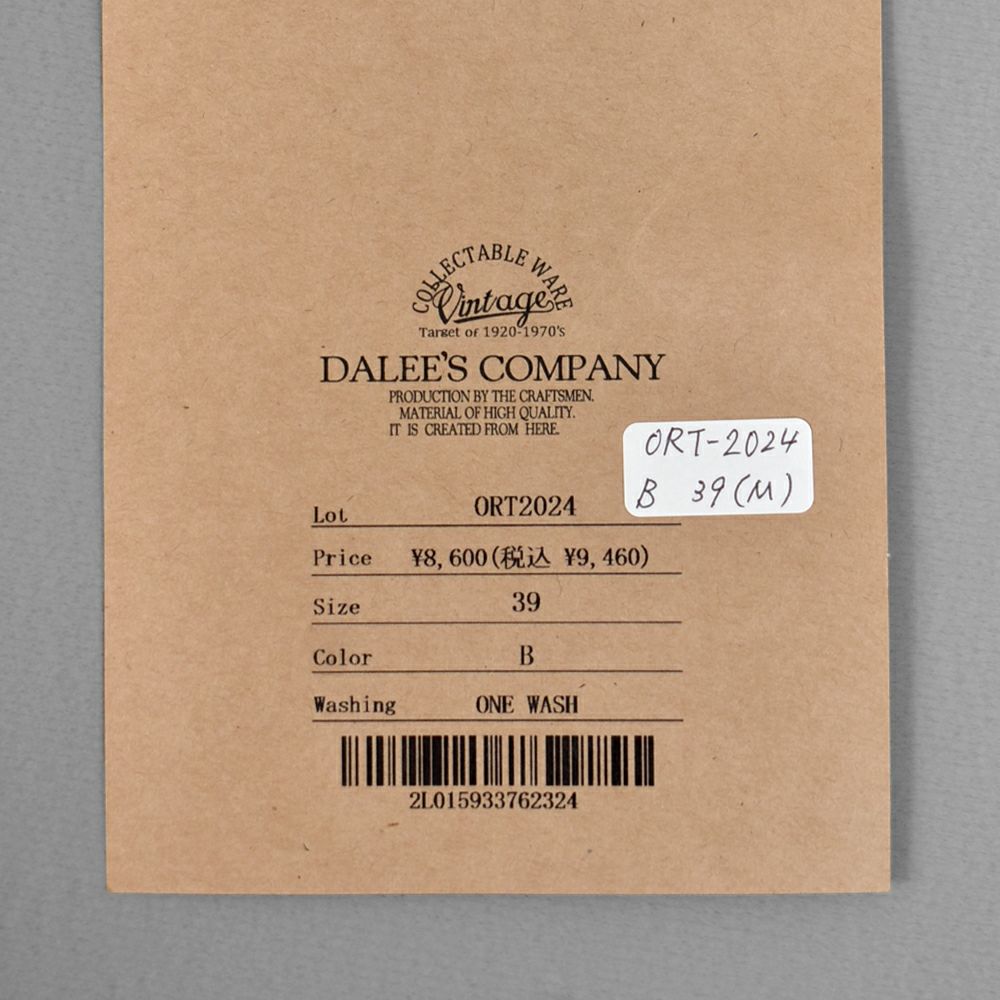 COLLECTABLE WARE
Vintage
Target of 1920-1970's
DALEE'S COMPANY
PRODUCTION BY THE CRAFTSMEN.
MATERIAL OF HIGH QUALITY.
IT IS CREATED FROM HERE.
ORT-2024
B 39(M)
Lot ORT2024
Price ¥8,600(税込 ¥9,460)
Size 39
Color B
Washing ONE WASH
2L015933762324